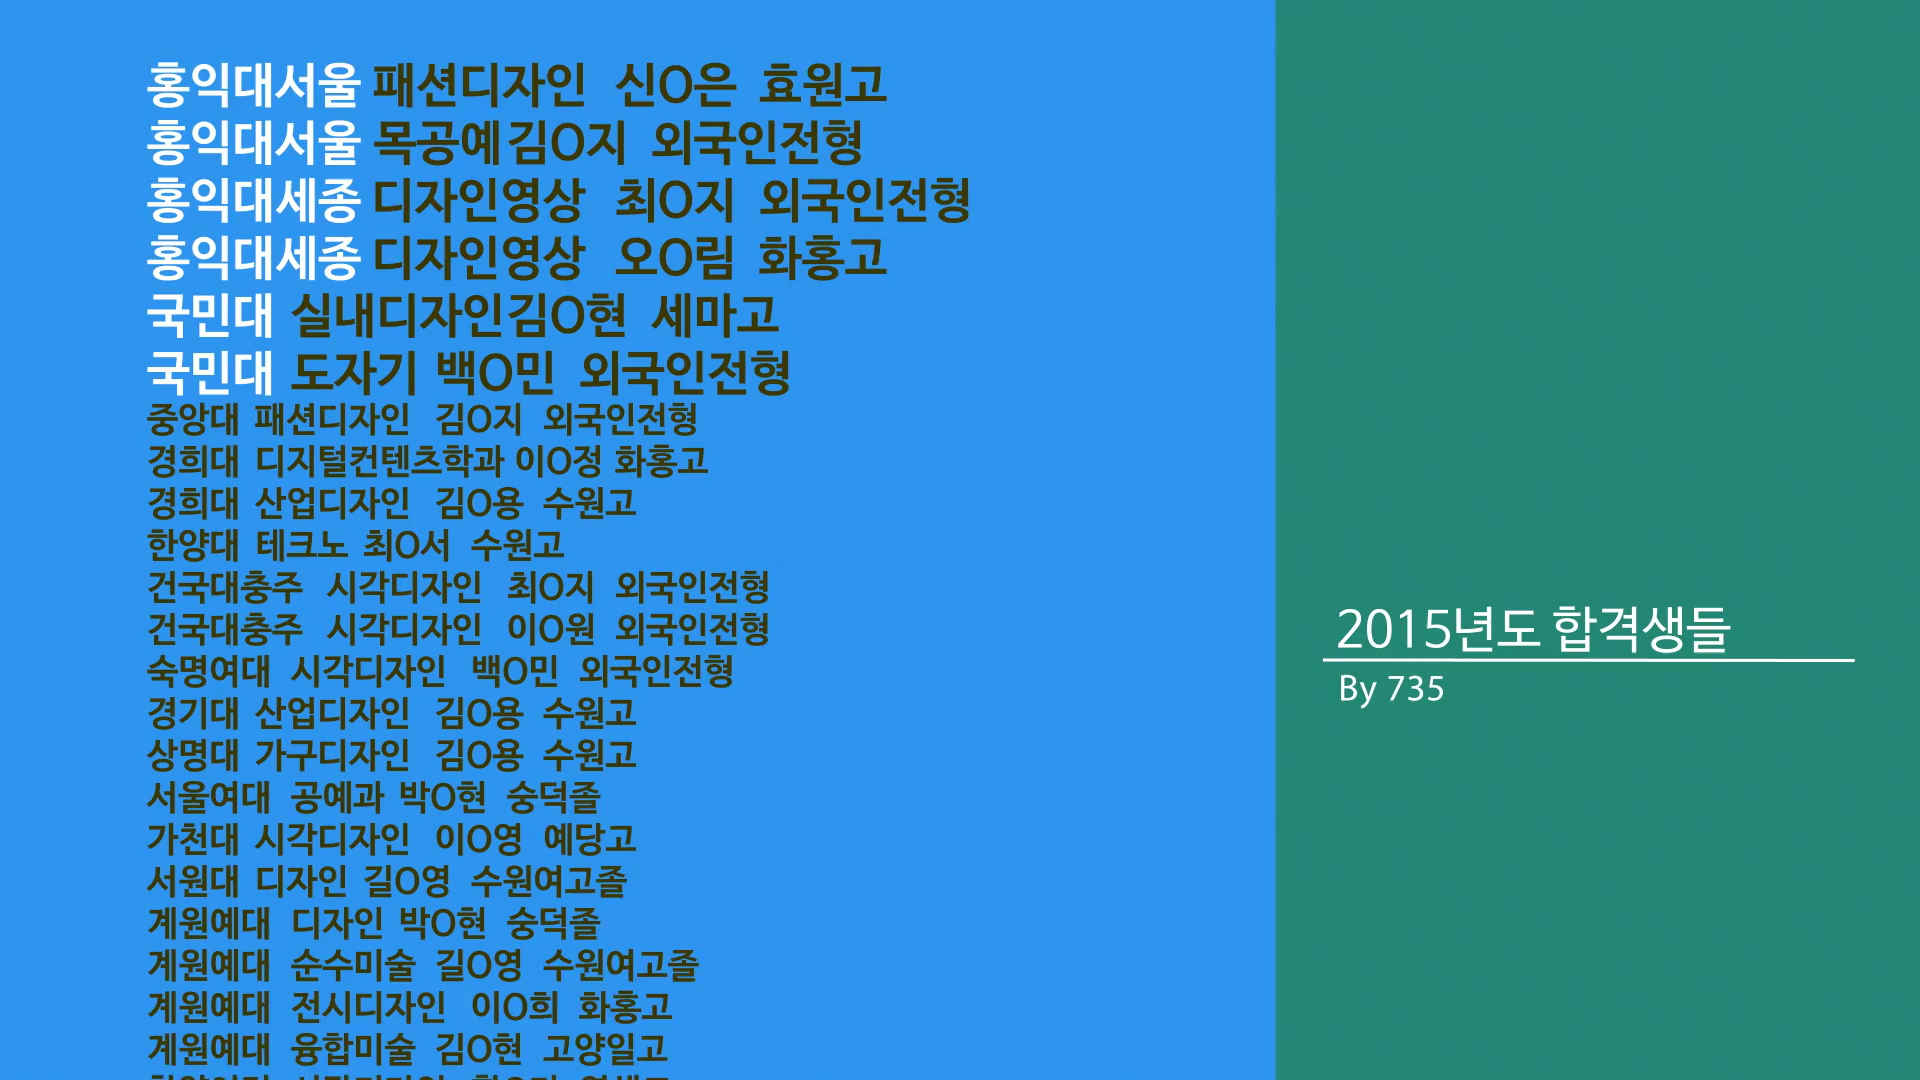 홍익대서울 패션디자인 신O은 효원고
홍익대서울 목공예김O지 외국인전형
홍익대세종 디자인영상 최O지 외국인전형
홍익대세종 디자인영상 오O림 화홍고
국민대 실내디자인김O현 세마고
국민대 도자기 백O민 외국인전형
중앙대 패션디자인 김O지 외국인전형
경희대 디지털컨텐츠학과 이O정 화홍고
경희대 산업디자인 김O용 수원고
한양대 테크노 최O서 수원고
건국대충주 시각디자인 최O지 외국인전형
건국대충주 시각디자인 이O원 외국인전형
숙명여대 시각디자인 백O민 외국인전형
경기대 산업디자인 김O용 수원고
상명대 가구디자인 김O용 수원고
서울여대 공예과 박O현 숭덕졸
가천대 시각디자인 이O영 예당고
서원대 디자인 길O영 수원여고졸
계원예대 디자인 박O현 숭덕졸
계원예대 순수미술 길O영 수원여고졸
계원예대 전시디자인 이O희 화홍고
계원예대 융합미술 김O현 고양일고
2015년도 합격생들
By 735